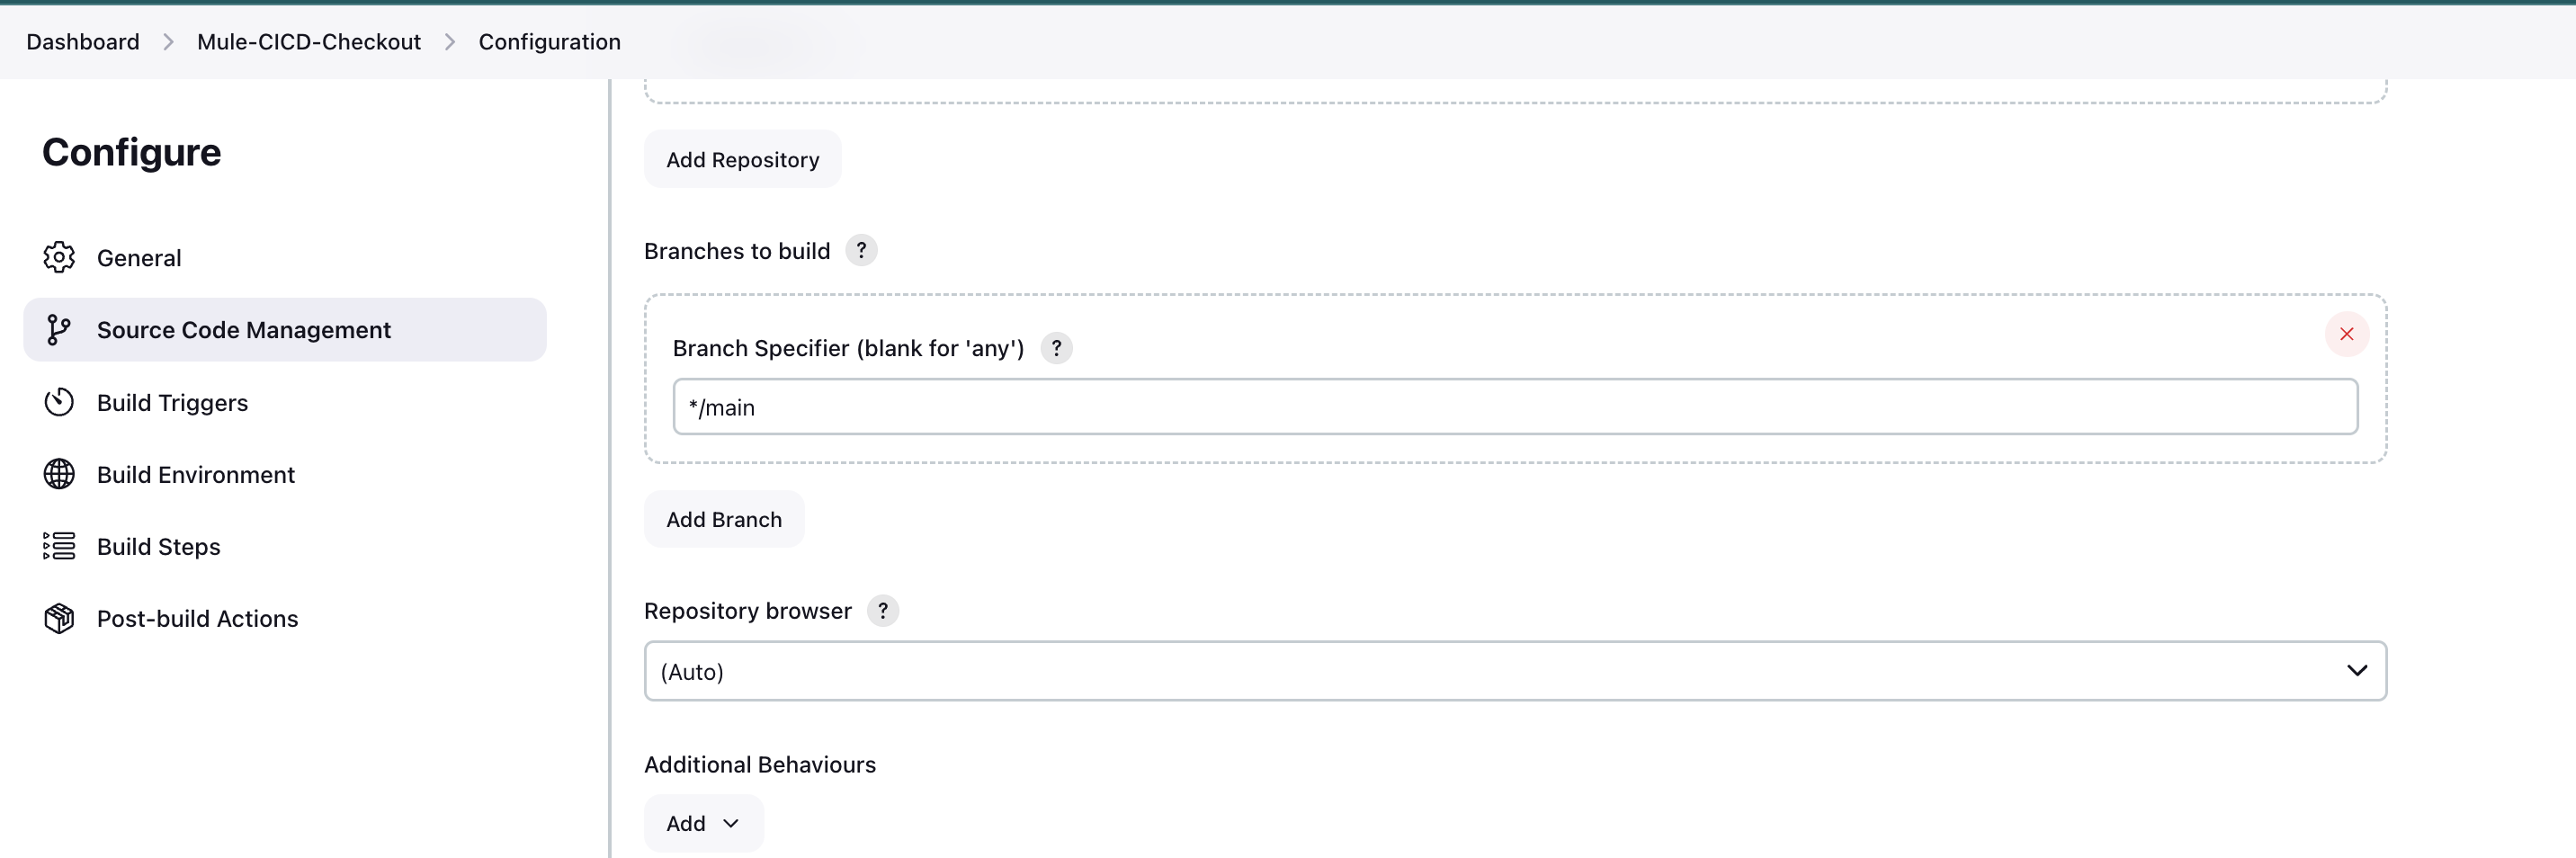 Dashboard > Mule-CICD-Checkout > Configuration
Configure
General
Source Code Management
Build Triggers
Build Environment
Build Steps
Post-build Actions
Add Repository
Branches to build ?
Branch Specifier (blank for 'any') ?
*/main
Add Branch
Repository browser ?
(Auto)
Additional Behaviours
Add